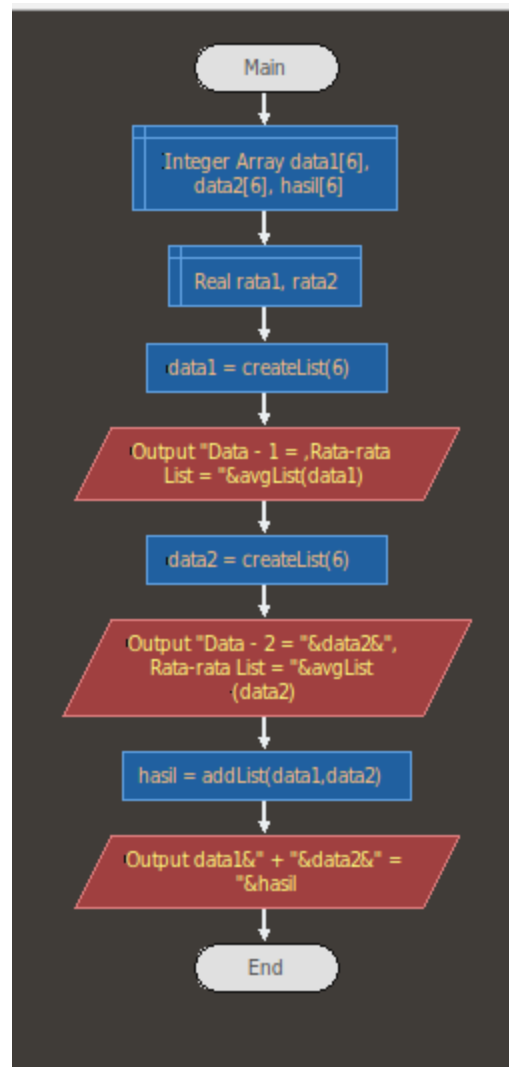 Main
Integer Array data1[6],
data2[6], hasil[6]
Real rata1, rata2
data1 = createList(6)
Output "Data - 1 = ,Rata-rata
List = "&avgList(data1)
data2 = createList(6)
Output "Data - 2 = "&data2&",
Rata-rata List = "&avgList
(data2)
hasil = addList(data1,data2)
Output data1&" + "&data2&" =
"&hasil
End